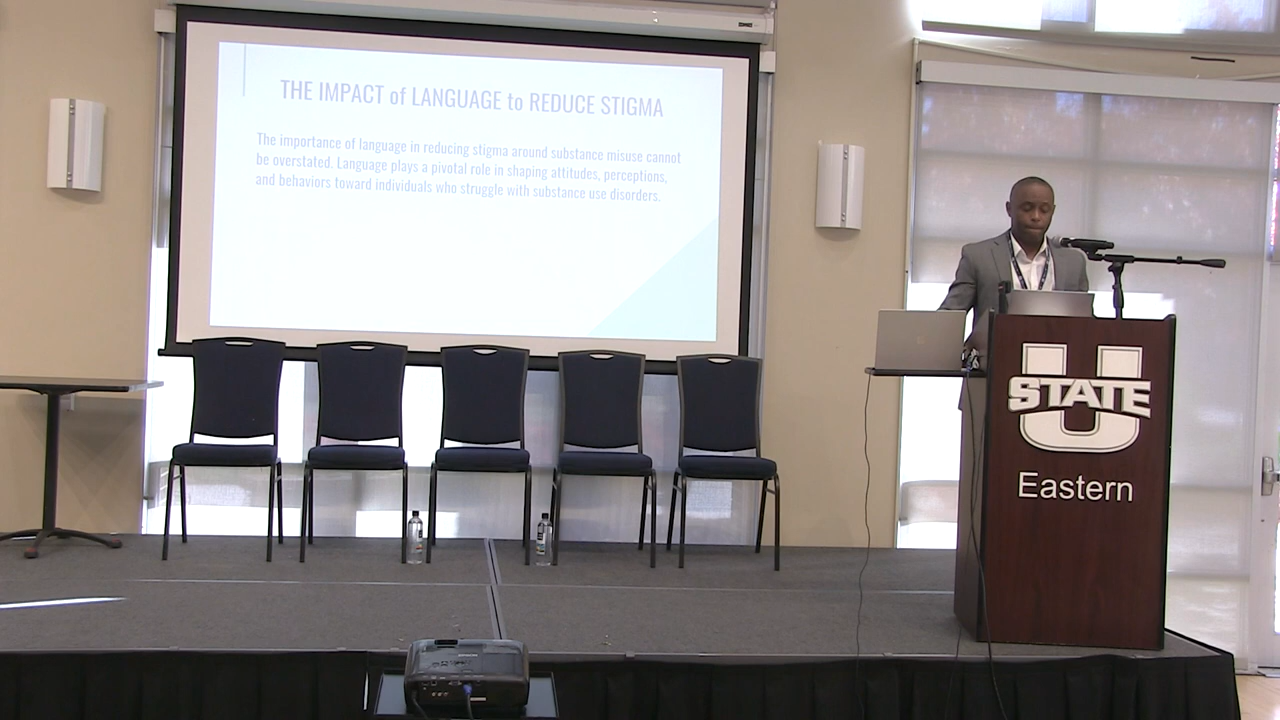 THE IMPACT of LANGUAGE to REDUCE STIGMA
The importance of language in reducing stigma around substance misuse cannot
be overstated. Language plays a pivotal role in shaping attitudes, perceptions,
and behaviors toward individuals who struggle with substance use disorders.
U
STATE
Eastern